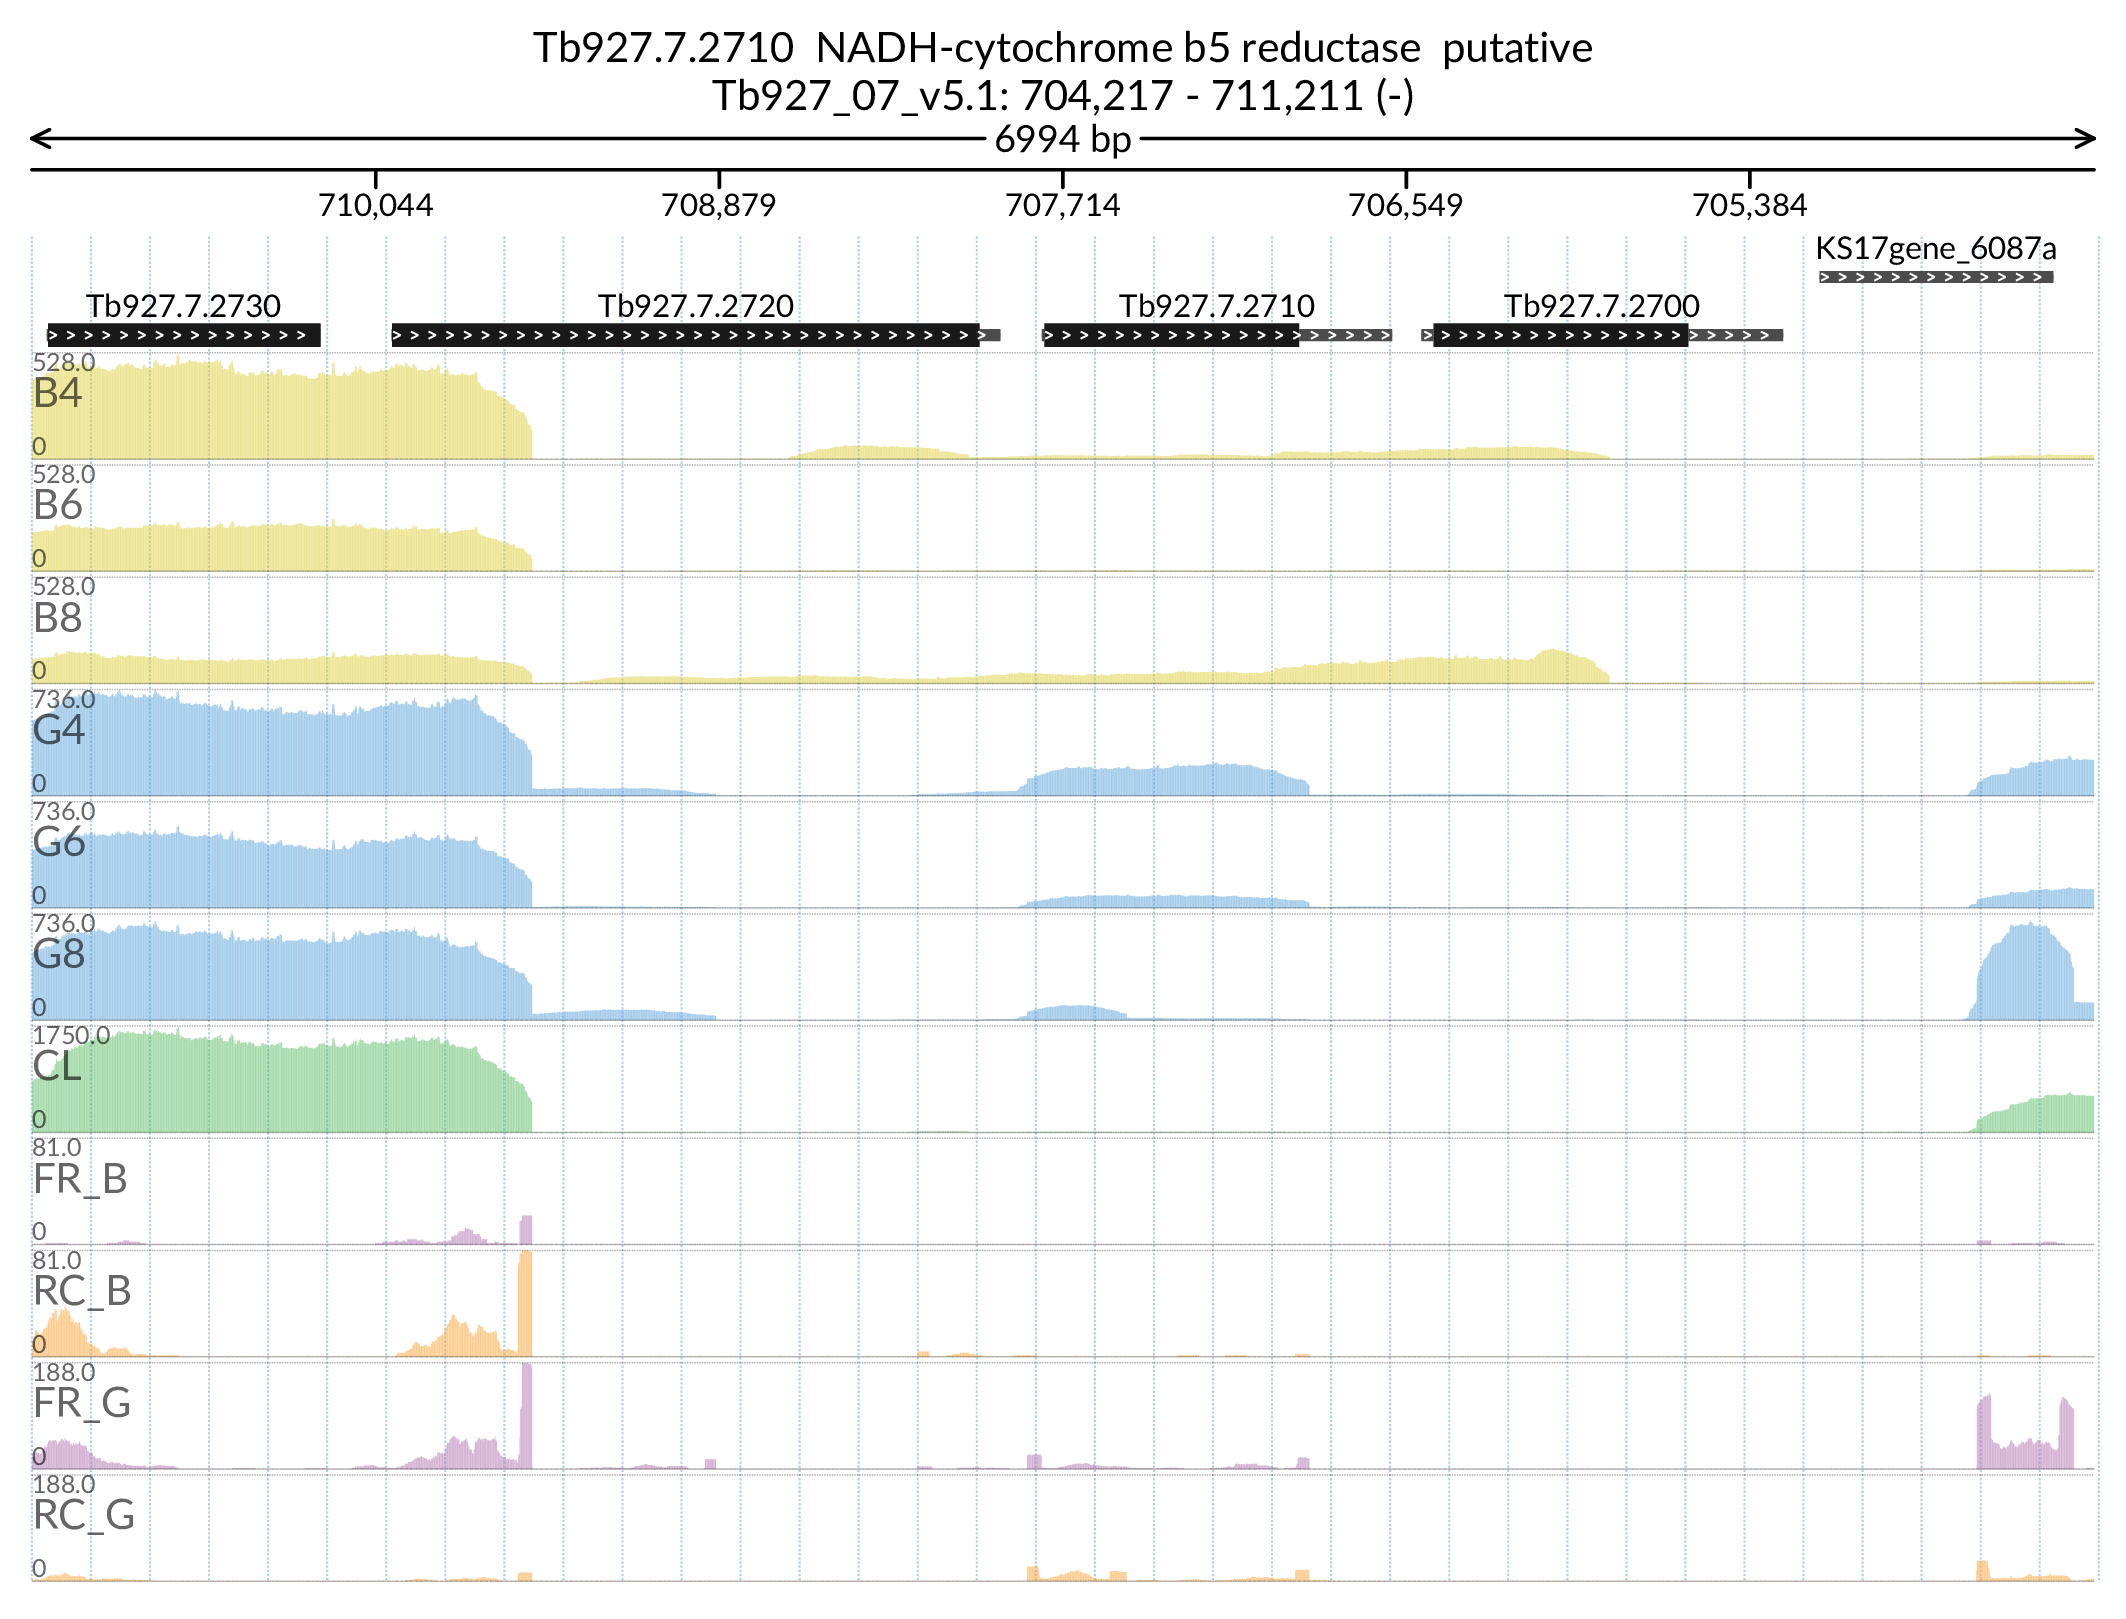 Tb927.7.2710  NADH-cytochrome b5 reductase  putative
Tb927_07_v5.1: 704,217 - 711,211 (-)
6994 bp
710,044 708,879 707,714 706,549 705,384
KS17gene_6087a
Tb927.7.2730 Tb927.7.2720 Tb927.7.2710 Tb927.7.2700
528.0
B4
0
528.0
B6
0
528.0
B8
0
736.0
G4
0
736.0
G6
0
736.0
G8
0
1750.0
CL
0
81.0
FR_B
0
81.0
RC_B
0
188.0
FR_G
0
188.0
RC_G
0